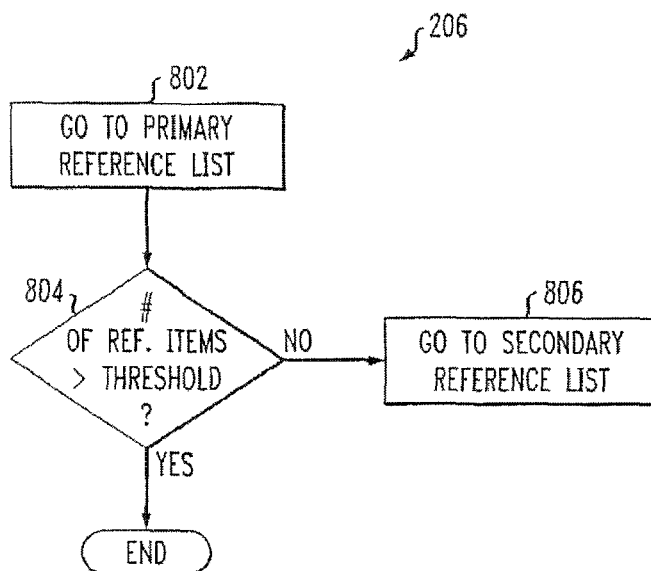 206
802
GO TO PRIMARY
REFERENCE LIST
804
#
OF REF. ITEMS
> THRESHOLD
?
NO
806
GO TO SECONDARY
REFERENCE LIST
YES
END